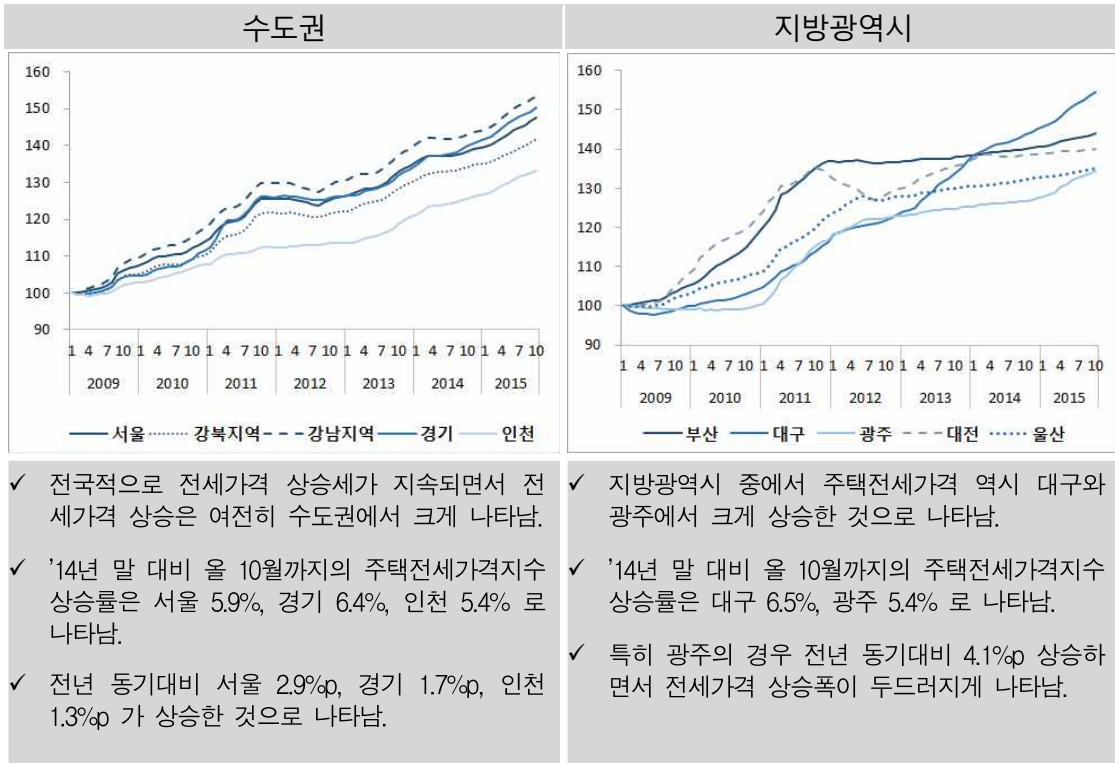 수도권
160
150
140
130
120
110
100
90
1 4 7 10 1 4 7 10 1 4 7 10 1 4 7 10 1 4 7 10 1 4 7 10 1 4 7 10
2009 2010 2011 2012 2013 2014 2015
서울 강북지역 강남지역 경기 인천
✓ 전국적으로 전세가격 상승세가 지속되면서 전
세가격 상승은 여전히 수도권에서 크게 나타남.
✓ '14년 말 대비 올 10월까지의 주택전세가격지수
상승률은 서울 5.9%, 경기 6.4%, 인천 5.4% 로
나타남.
✓ 전년 동기대비 서울 2.9%p, 경기 1.7%p, 인천
1.3%p 가 상승한 것으로 나타남.
지방광역시
160
150
140
130
120
110
100
90
1 4 7 10 1 4 7 10 1 4 7 10 1 4 7 10 1 4 7 10 1 4 7 10 1 4 7 10
2009 2010 2011 2012 2013 2014 2015
부산 대구 광주 대전 울산
✓ 지방광역시 중에서 주택전세가격 역시 대구와
광주에서 크게 상승한 것으로 나타남.
✓ '14년 말 대비 올 10월까지의 주택전세가격지수
상승률은 대구 6.5%, 광주 5.4% 로 나타남.
✓ 특히 광주의 경우 전년 동기대비 4.1%p 상승하
면서 전세가격 상승폭이 두드러지게 나타남.